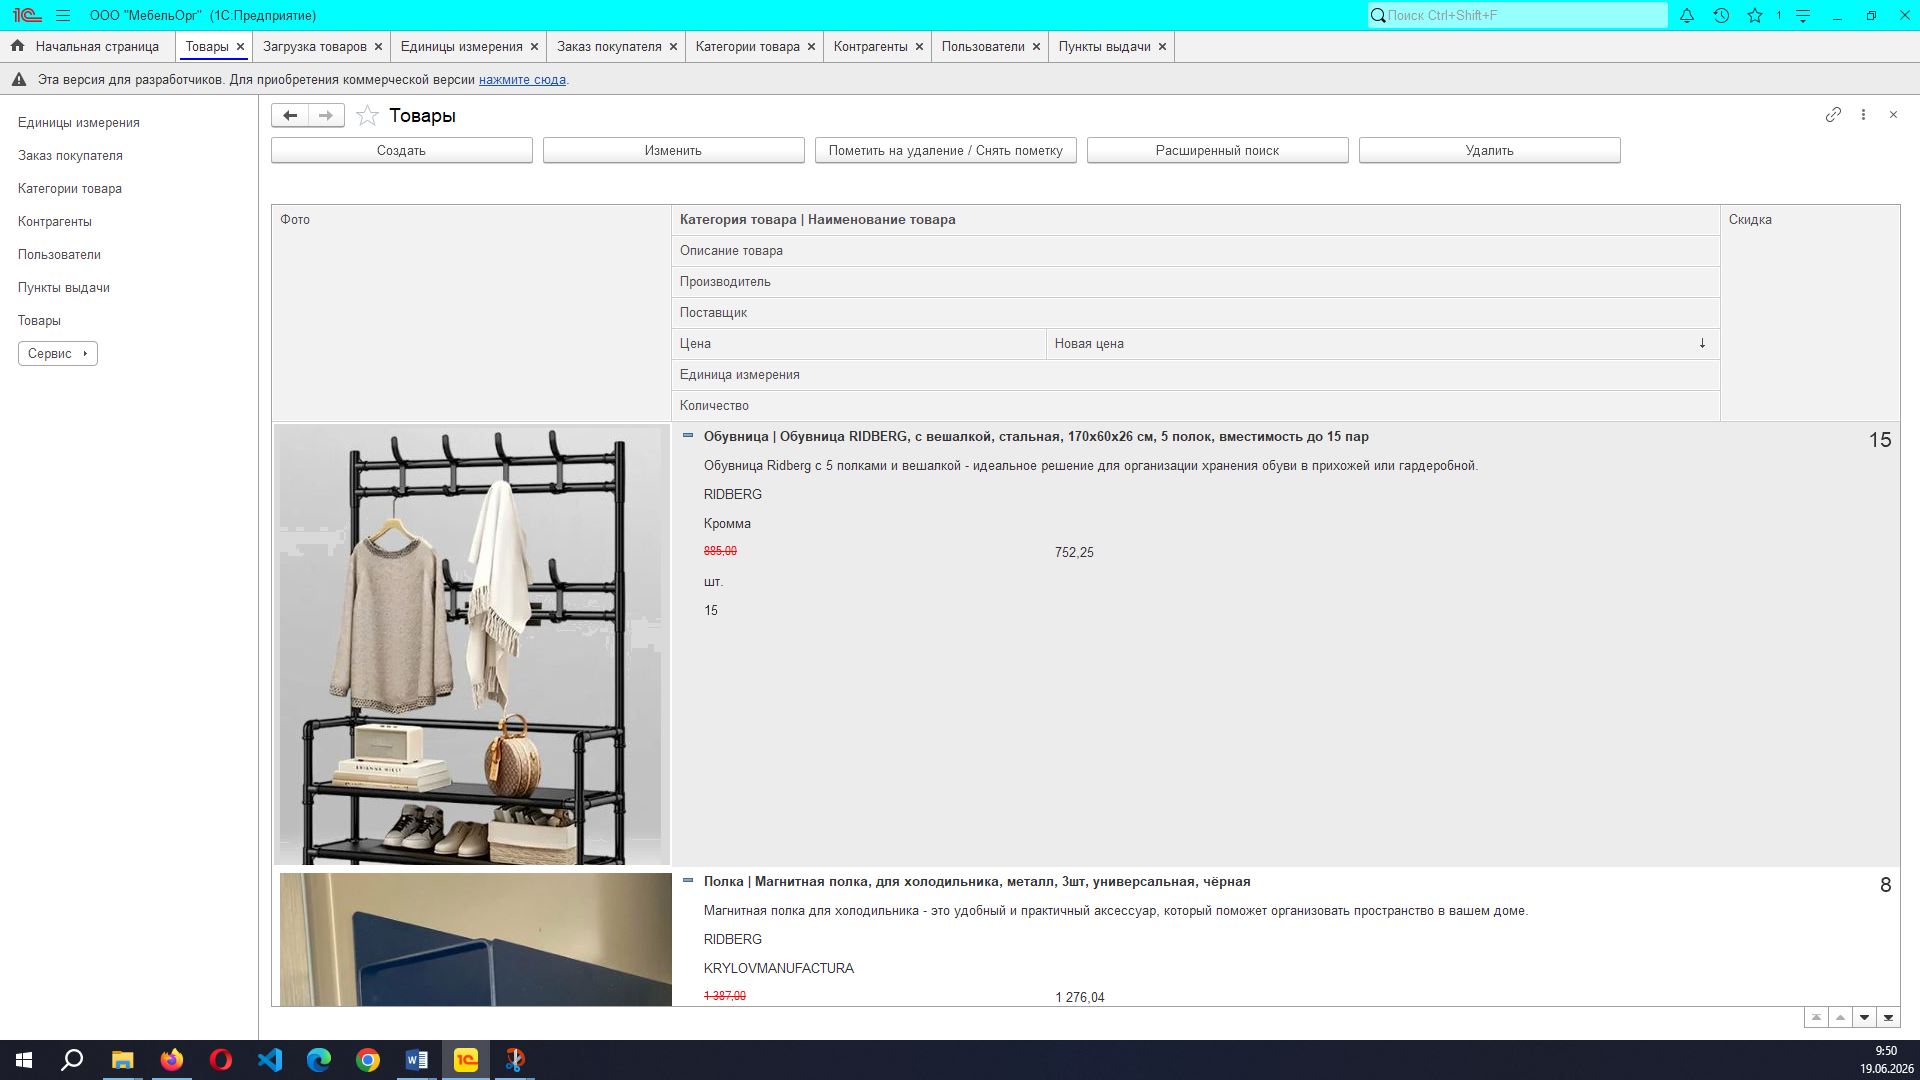 ООО "МебельОрг" (1С:Предприятие)
Поиск Ctrl+Shift+F
1
Начальная страница
Товары
Загрузка товаров
Единицы измерения
Заказ покупателя
Категории товара
Контрагенты
Пользователи
Пункты выдачи
Эта версия для разработчиков. Для приобретения коммерческой версии нажмите сюда.
Единицы измерения
Заказ покупателя
Категории товара
Контрагенты
Пользователи
Пункты выдачи
Товары
Сервис
Товары
Создать
Изменить
Пометить на удаление / Снять пометку
Расширенный поиск
Удалить
Фото
Категория товара | Наименование товара
Скидка
Описание товара
Производитель
Поставщик
Цена
Новая цена
Единица измерения
Количество
Обувница | Обувница RIDBERG, с вешалкой, стальная, 170х60х26 см, 5 полок, вместимость до 15 пар
15
Обувница Ridberg с 5 полками и вешалкой - идеальное решение для организации хранения обуви в прихожей или гардеробной.
RIDBERG
Кромма
885,00
752,25
шт.
15
Полка | Магнитная полка, для холодильника, металл, 3шт, универсальная, чёрная
8
Магнитная полка для холодильника - это удобный и практичный аксессуар, который поможет организовать пространство в вашем доме.
RIDBERG
KRYLOVMANUFACTURA
1 387,00
1 276,04
9:50
19.06.2026